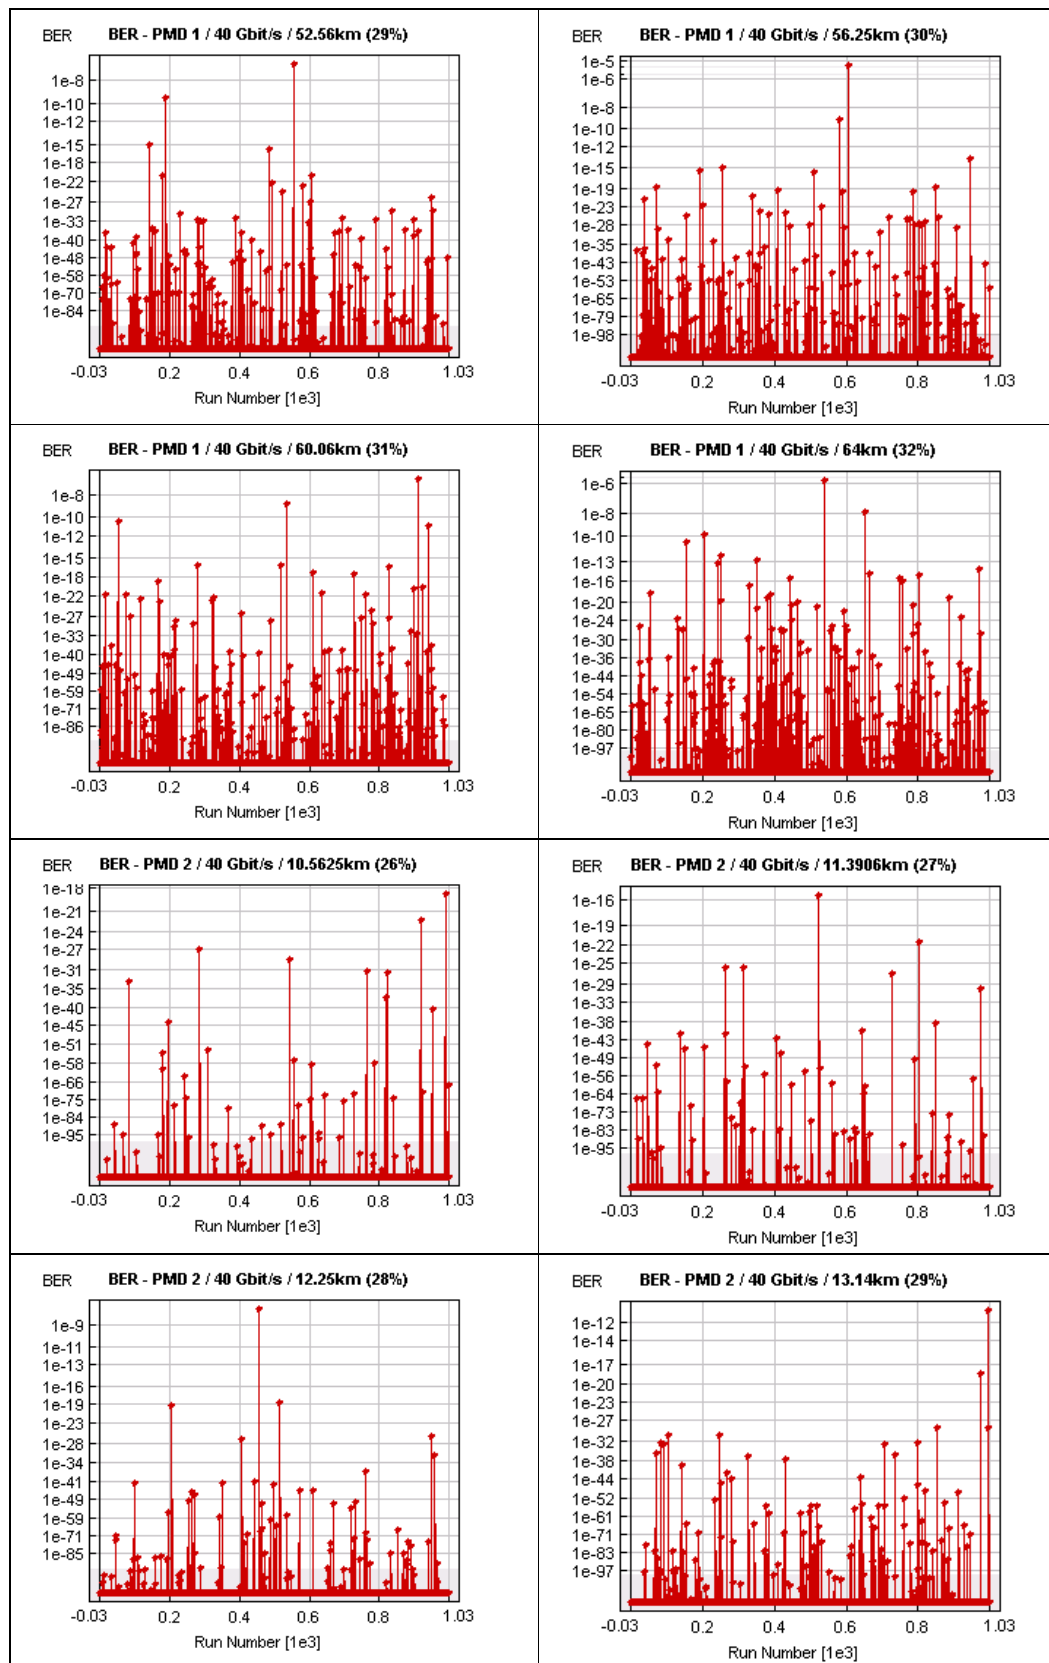 BER BER - PMD 1 / 40 Gbit/s / 52.56km (29%)
1e-8
1e-10
1e-12
1e-15
1e-18
1e-22
1e-27
1e-33
1e-40
1e-48
1e-58
1e-70
1e-84
-0.03 0.2 0.4 0.6 0.8 1.03
Run Number [1e3]
BER BER - PMD 1 / 40 Gbit/s / 56.25km (30%)
1e-5
1e-6
1e-8
1e-10
1e-12
1e-15
1e-19
1e-23
1e-28
1e-35
1e-43
1e-53
1e-65
1e-79
1e-98
-0.03 0.2 0.4 0.6 0.8 1.03
Run Number [1e3]
BER BER - PMD 1 / 40 Gbit/s / 60.06km (31%)
1e-8
1e-10
1e-12
1e-15
1e-18
1e-22
1e-27
1e-33
1e-40
1e-49
1e-59
1e-71
1e-86
-0.03 0.2 0.4 0.6 0.8 1.03
Run Number [1e3]
BER BER - PMD 1 / 40 Gbit/s / 64km (32%)
1e-6
1e-8
1e-10
1e-13
1e-16
1e-20
1e-24
1e-30
1e-36
1e-44
1e-54
1e-65
1e-80
1e-97
-0.03 0.2 0.4 0.6 0.8 1.03
Run Number [1e3]
BER BER - PMD 2 / 40 Gbit/s / 10.5625km (26%)
1e-18
1e-21
1e-24
1e-27
1e-31
1e-35
1e-40
1e-45
1e-51
1e-58
1e-66
1e-75
1e-84
1e-95
-0.03 0.2 0.4 0.6 0.8 1.03
Run Number [1e3]
BER BER - PMD 2 / 40 Gbit/s / 11.3906km (27%)
1e-16
1e-19
1e-22
1e-25
1e-29
1e-33
1e-38
1e-43
1e-49
1e-56
1e-64
1e-73
1e-83
1e-95
-0.03 0.2 0.4 0.6 0.8 1.03
Run Number [1e3]
BER BER - PMD 2 / 40 Gbit/s / 12.25km (28%)
1e-9
1e-11
1e-13
1e-16
1e-19
1e-23
1e-28
1e-34
1e-41
1e-49
1e-59
1e-71
1e-85
-0.03 0.2 0.4 0.6 0.8 1.03
Run Number [1e3]
BER BER - PMD 2 / 40 Gbit/s / 13.14km (29%)
1e-12
1e-14
1e-17
1e-20
1e-23
1e-27
1e-32
1e-38
1e-44
1e-52
1e-61
1e-71
1e-83
1e-97
-0.03 0.2 0.4 0.6 0.8 1.03
Run Number [1e3]